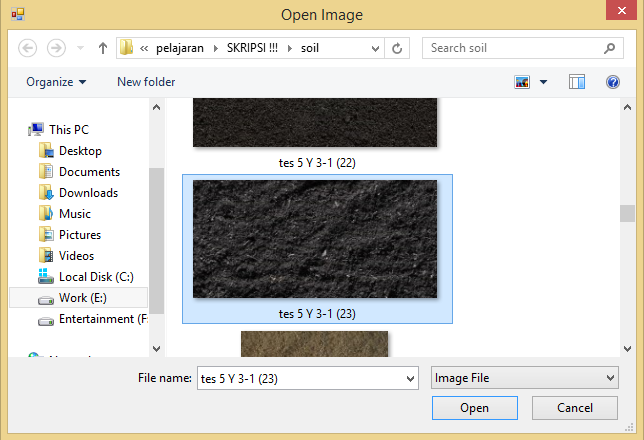 Open Image
« pelajaran SKRIPSI !!! soil
Search soil
Organize
New folder
This PC
Desktop
Documents
Downloads
Music
Pictures
Videos
Local Disk (C:)
Work (E:)
Entertainment (F:
tes 5 Y 3-1 (22)
tes 5 Y 3-1 (23)
File name:
tes 5 Y 3-1 (23)
Image File
Open
Cancel